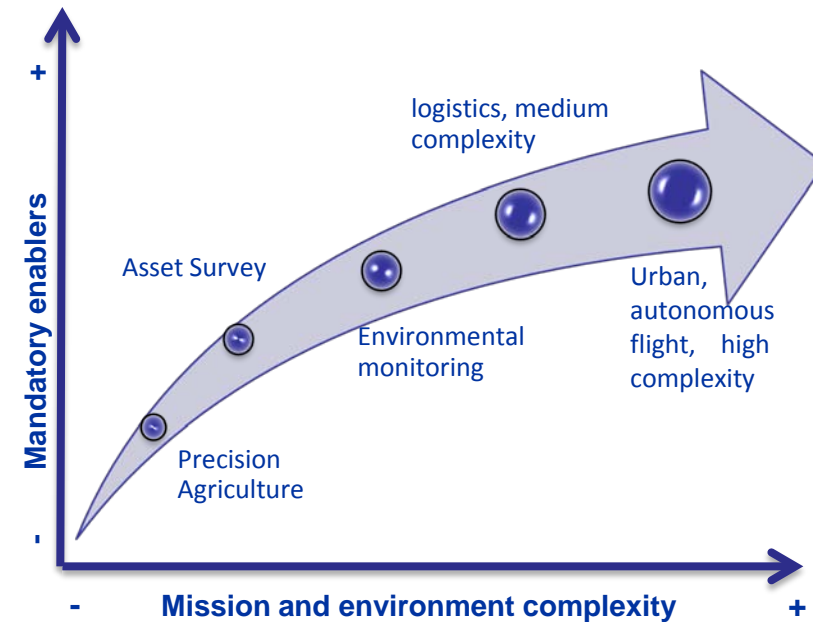 +
logistics, medium
complexity
Asset Survey
Mandatory enablers
Environmental
monitoring
Urban,
autonomous
flight, high
complexity
Precision
Agriculture
-
- Mission and environment complexity +